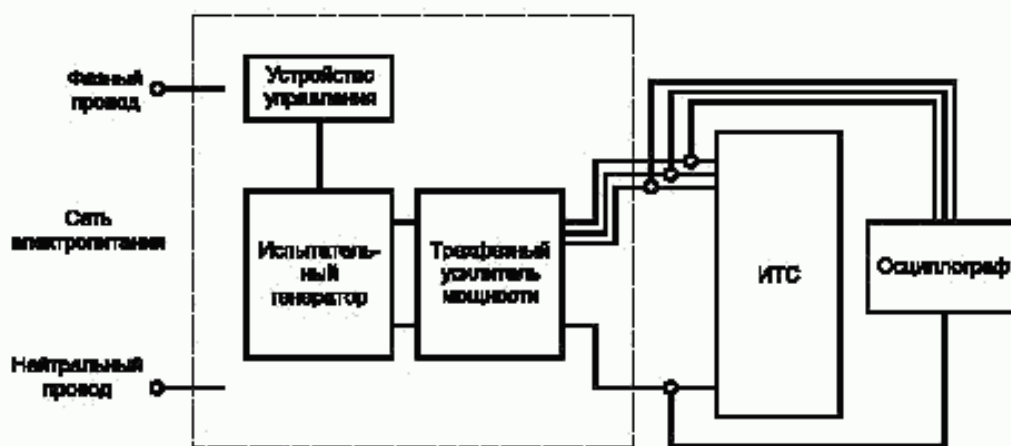 Фазный
провод
Устройство
управления
Сеть
электропитания
Испытатель-
ный
генератор
Трехфазный
усилитель
мощности
ИТС
Осциллограф
Нейтральный
провод